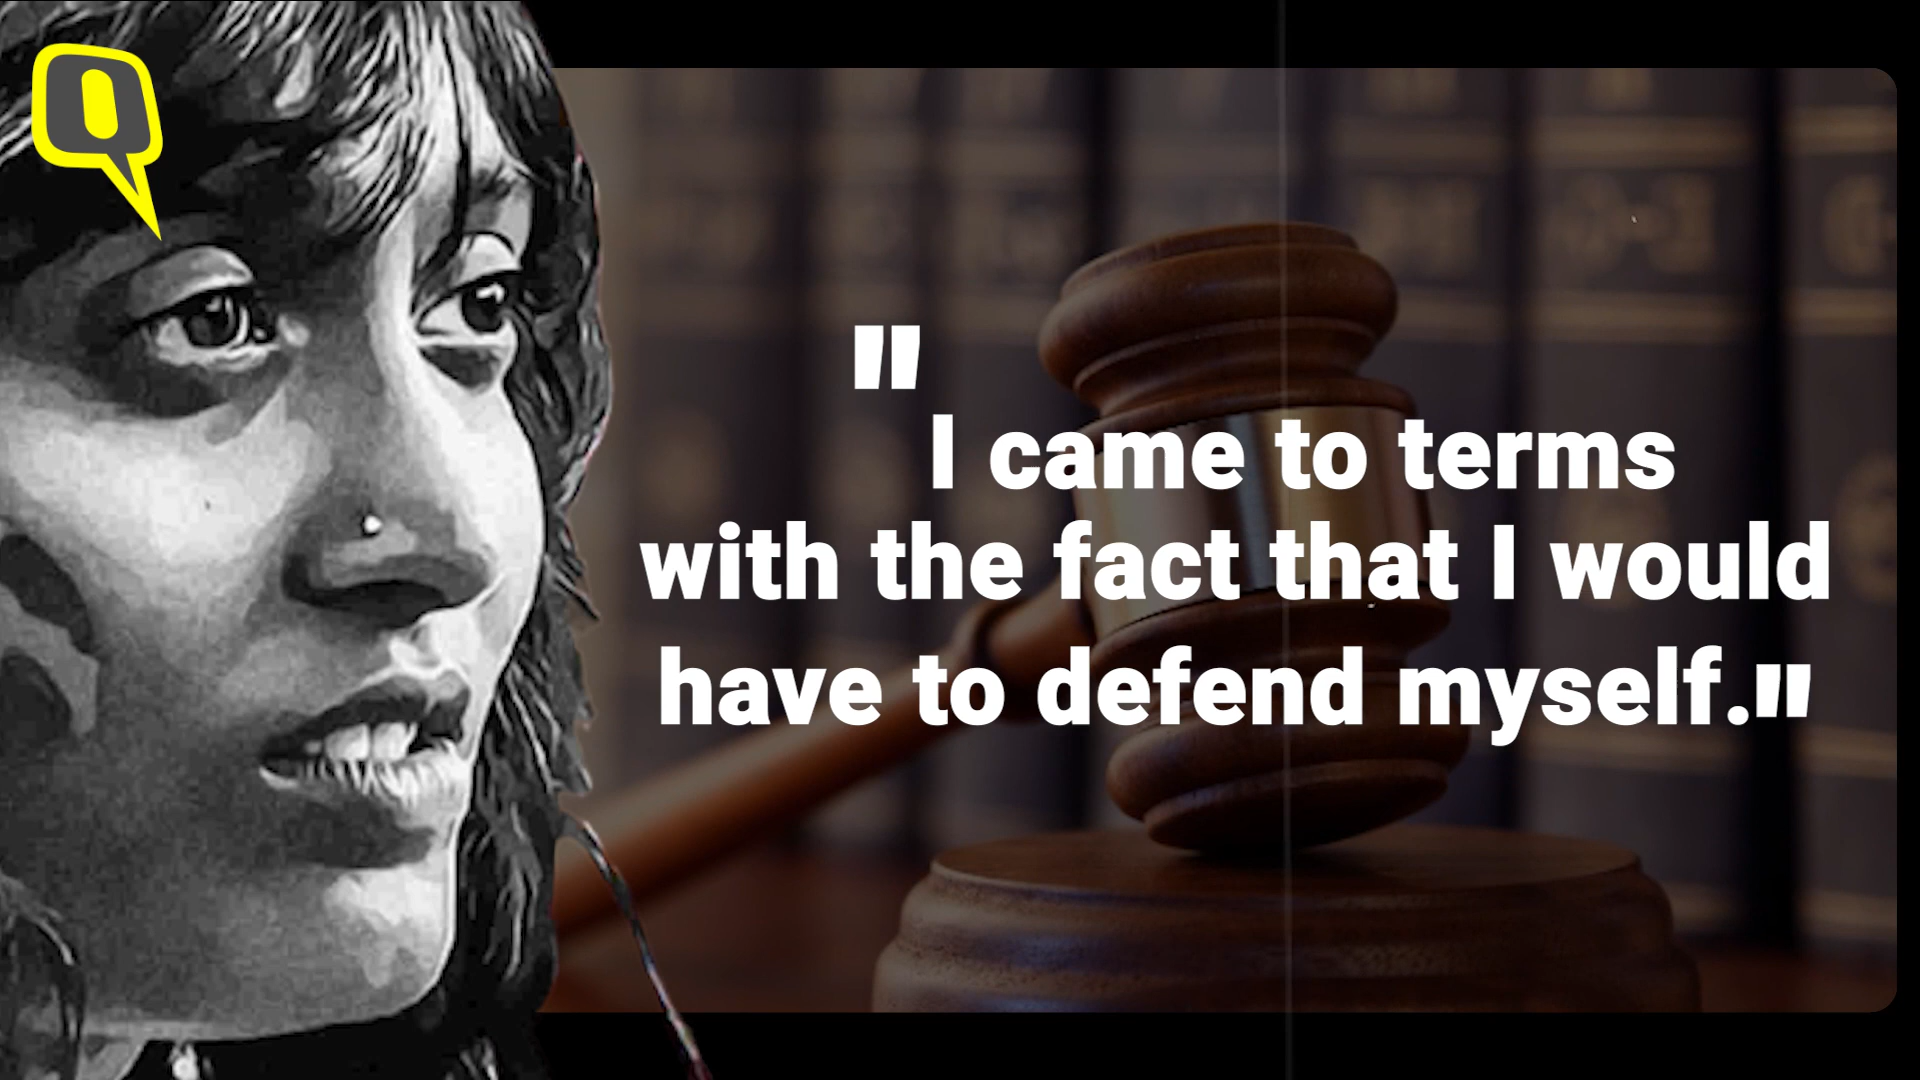 Q
"I came to terms
with the fact that I would
have to defend myself."